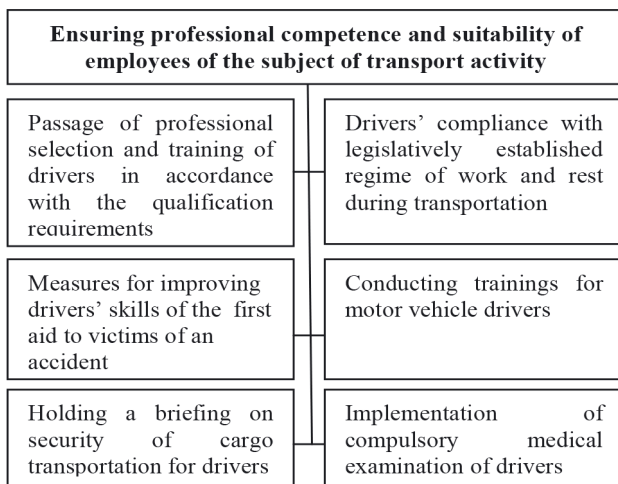 Ensuring professional competence and suitability of
employees of the subject of transport activity
Passage of professional
selection and training of
drivers in accordance
with the qualification
requirements
Drivers' compliance with
legislatively established
regime of work and rest
during transportation
Measures for improving
drivers' skills of the first
aid to victims of an
accident
Conducting trainings for
motor vehicle drivers
Holding a briefing on
security of cargo
transportation for drivers
Implementation of
compulsory medical
examination of drivers